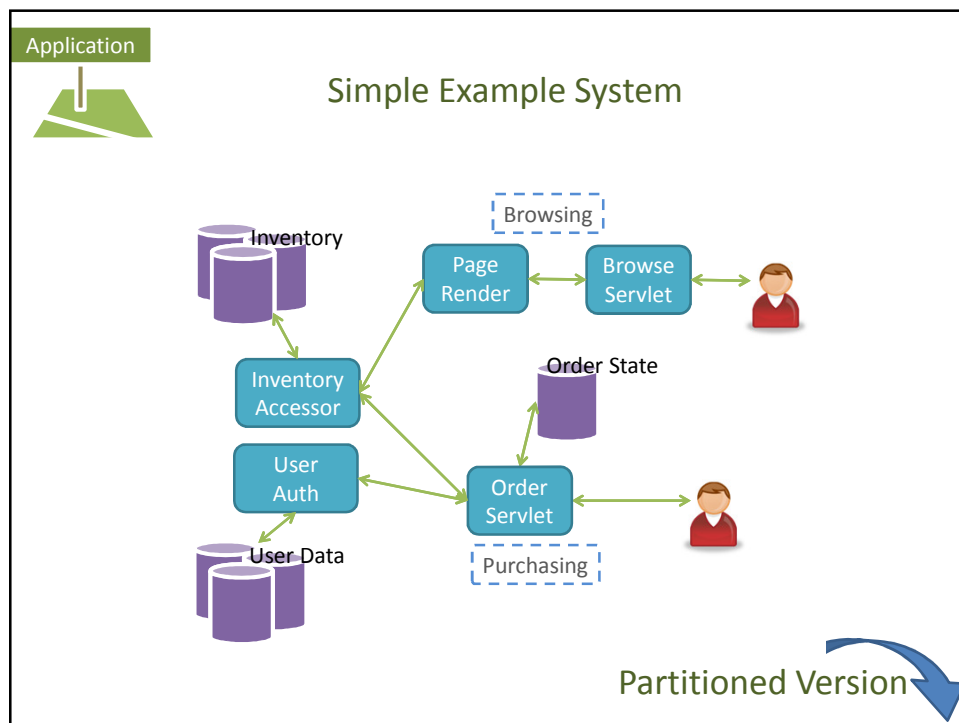 Application
Simple Example System
Browsing
Inventory
Page
Render
Browse
Servlet
Inventory
Accessor
Order State
User
Auth
Order
Servlet
User Data
Purchasing
Partitioned Version